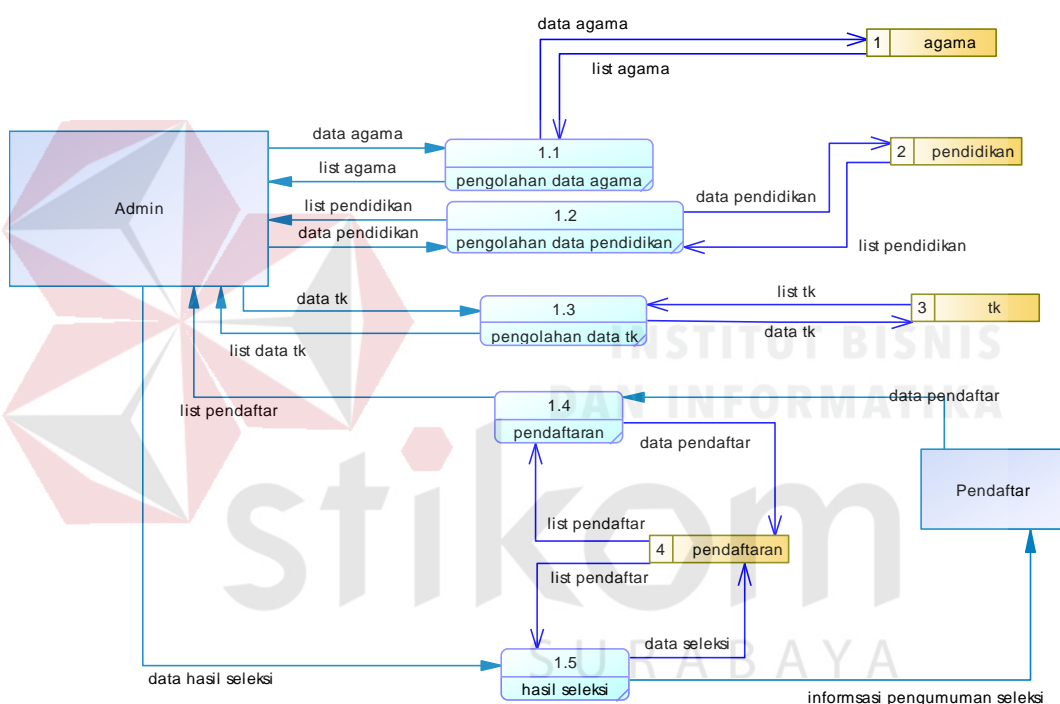 data agama
1 agama
list agama
data agama
1.1
list agama
pengolahan data agama
2 pendidikan
Admin
list pendidikan
1.2
data pendidikan
data pendidikan
pengolahan data pendidikan
list pendidikan
data tk
1.3
list tk
3 tk
pengolahan data tk
data tk
list data tk
INSTITUT BISNIS
DAN INFORMATIKA
data pendaftar
list pendaftar
1.4
pendaftaran
data pendaftar
Pendaftar
list pendaftar
4 pendaftaran
list pendaftar
stikom
data seleksi
SURABAYA
1.5
data hasil seleksi
hasil seleksi
informsasi pengumuman seleksi